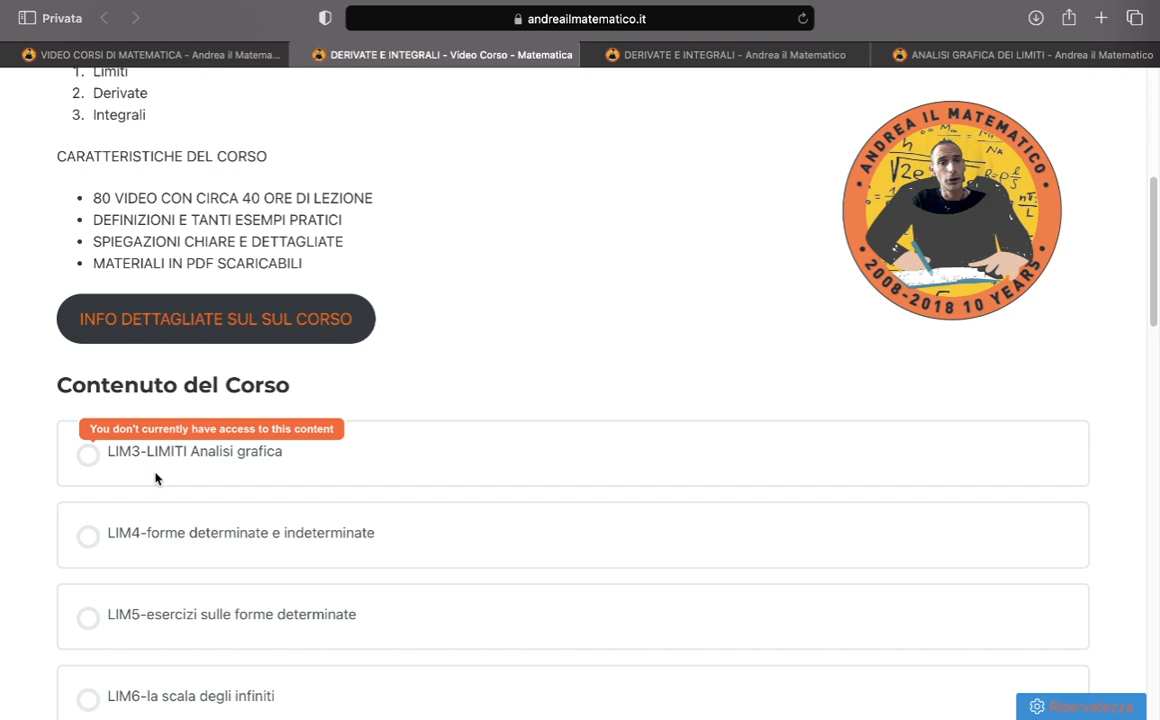 Privata
andreailmatematico.it
VIDEO CORSI DI MATEMATICA - Andrea il Matema...
DERIVATE E INTEGRALI - Video Corso - Matematica
DERIVATE E INTEGRALI - Andrea il Matematico
ANALISI GRAFICA DEI LIMITI - Andrea il Matematico
1. Limiti
2. Derivate
3. Integrali
CARATTERISTICHE DEL CORSO
• 80 VIDEO CON CIRCA 40 ORE DI LEZIONE
• DEFINIZIONI E TANTI ESEMPI PRATICI
• SPIEGAZIONI CHIARE E DETTAGLIATE
• MATERIALI IN PDF SCARICABILI
ANDREA IL MATEMATICO
2008-2018 10 YEARS
INFO DETTAGLIATE SUL SUL CORSO
Contenuto del Corso
You don't currently have access to this content
LIM3-LIMITI Analisi grafica
LIM4-forme determinate e indeterminate
LIM5-esercizi sulle forme determinate
LIM6-la scala degli infiniti
Riservatezza